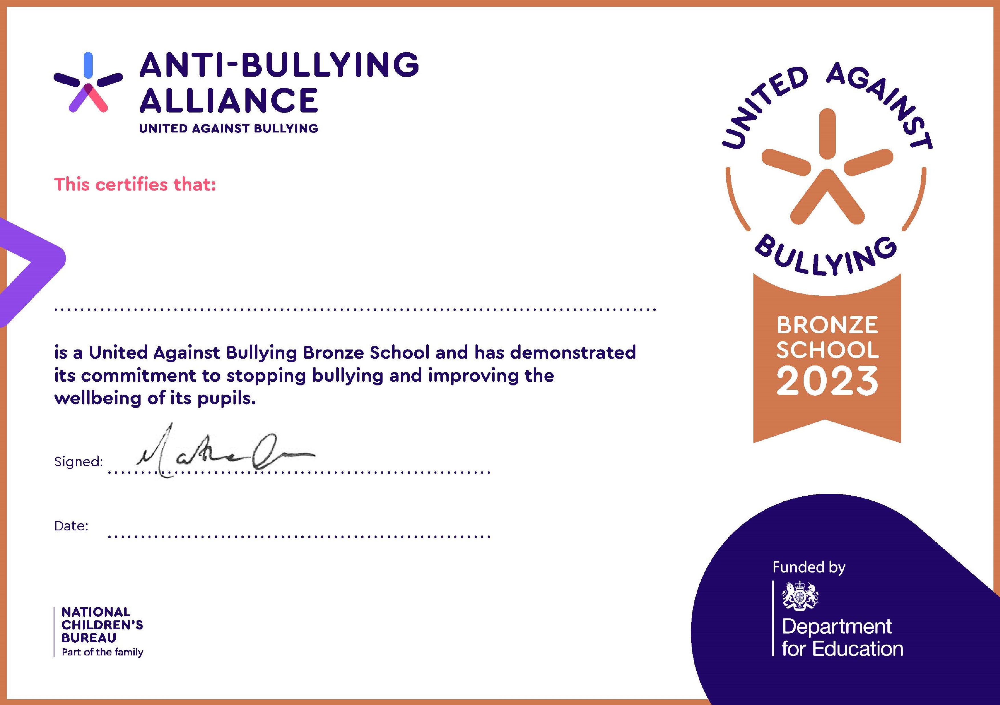 ANTI-BULLYING
ALLIANCE
UNITED AGAINST BULLYING
This certifies that:
is a United Against Bullying Bronze School and has demonstrated
its commitment to stopping bullying and improving the
wellbeing of its pupils.
Signed:
Date:
NATIONAL
CHILDREN'S
BUREAU
Part of the family
UNITED AGAINST
BULLYING
BRONZE
SCHOOL
2023
Funded by
Department
for Education